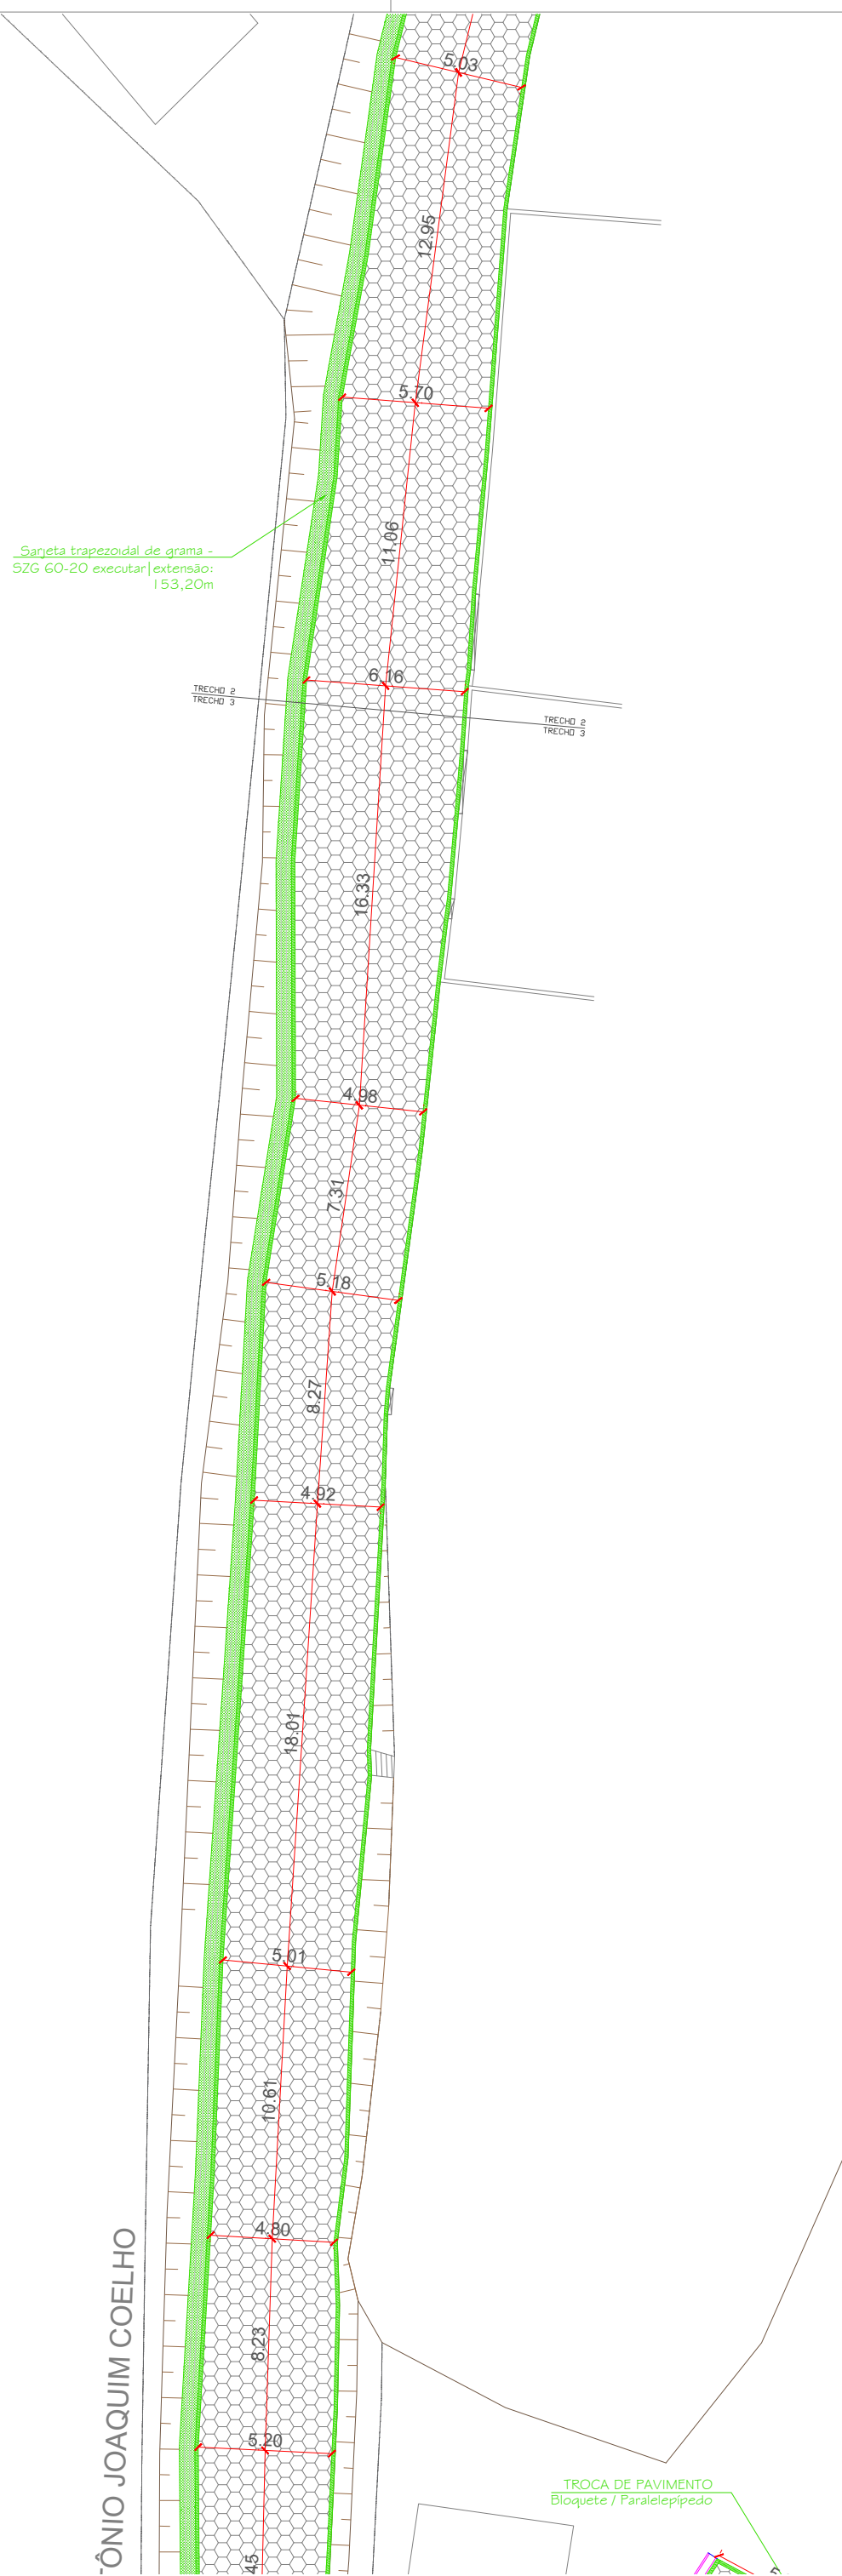 5.03
12.95
5.70
11.06
Sarjeta trapezoidal de grama -
SZG 60-20 executar|extensão:
153,20m
6.16
TRECHO 2
TRECHO 3
TRECHO 2
TRECHO 3
16.33
4.98
7.31
5.18
8.27
4.92
18.01
5.01
10.61
4.80
8.23
5.20
TÔNIO JOAQUIM COELHO
TROCA DE PAVIMENTO
Bloquete / Paralelepípedo
45